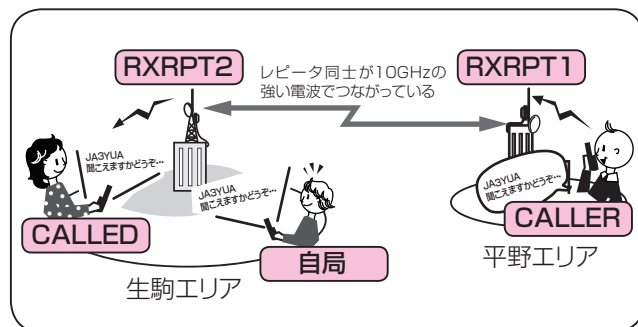 RXRPT2
レピータ同士が10GHzの
強い電波でつながっている
RXRPT1
JA3YUA
聞こえますかどうぞ…
JA3YUA
聞こえますかどうぞ…
JA3YUA
聞こえますかどうぞ…
CALLED
自局
CALLER
生駒エリア
平野エリア